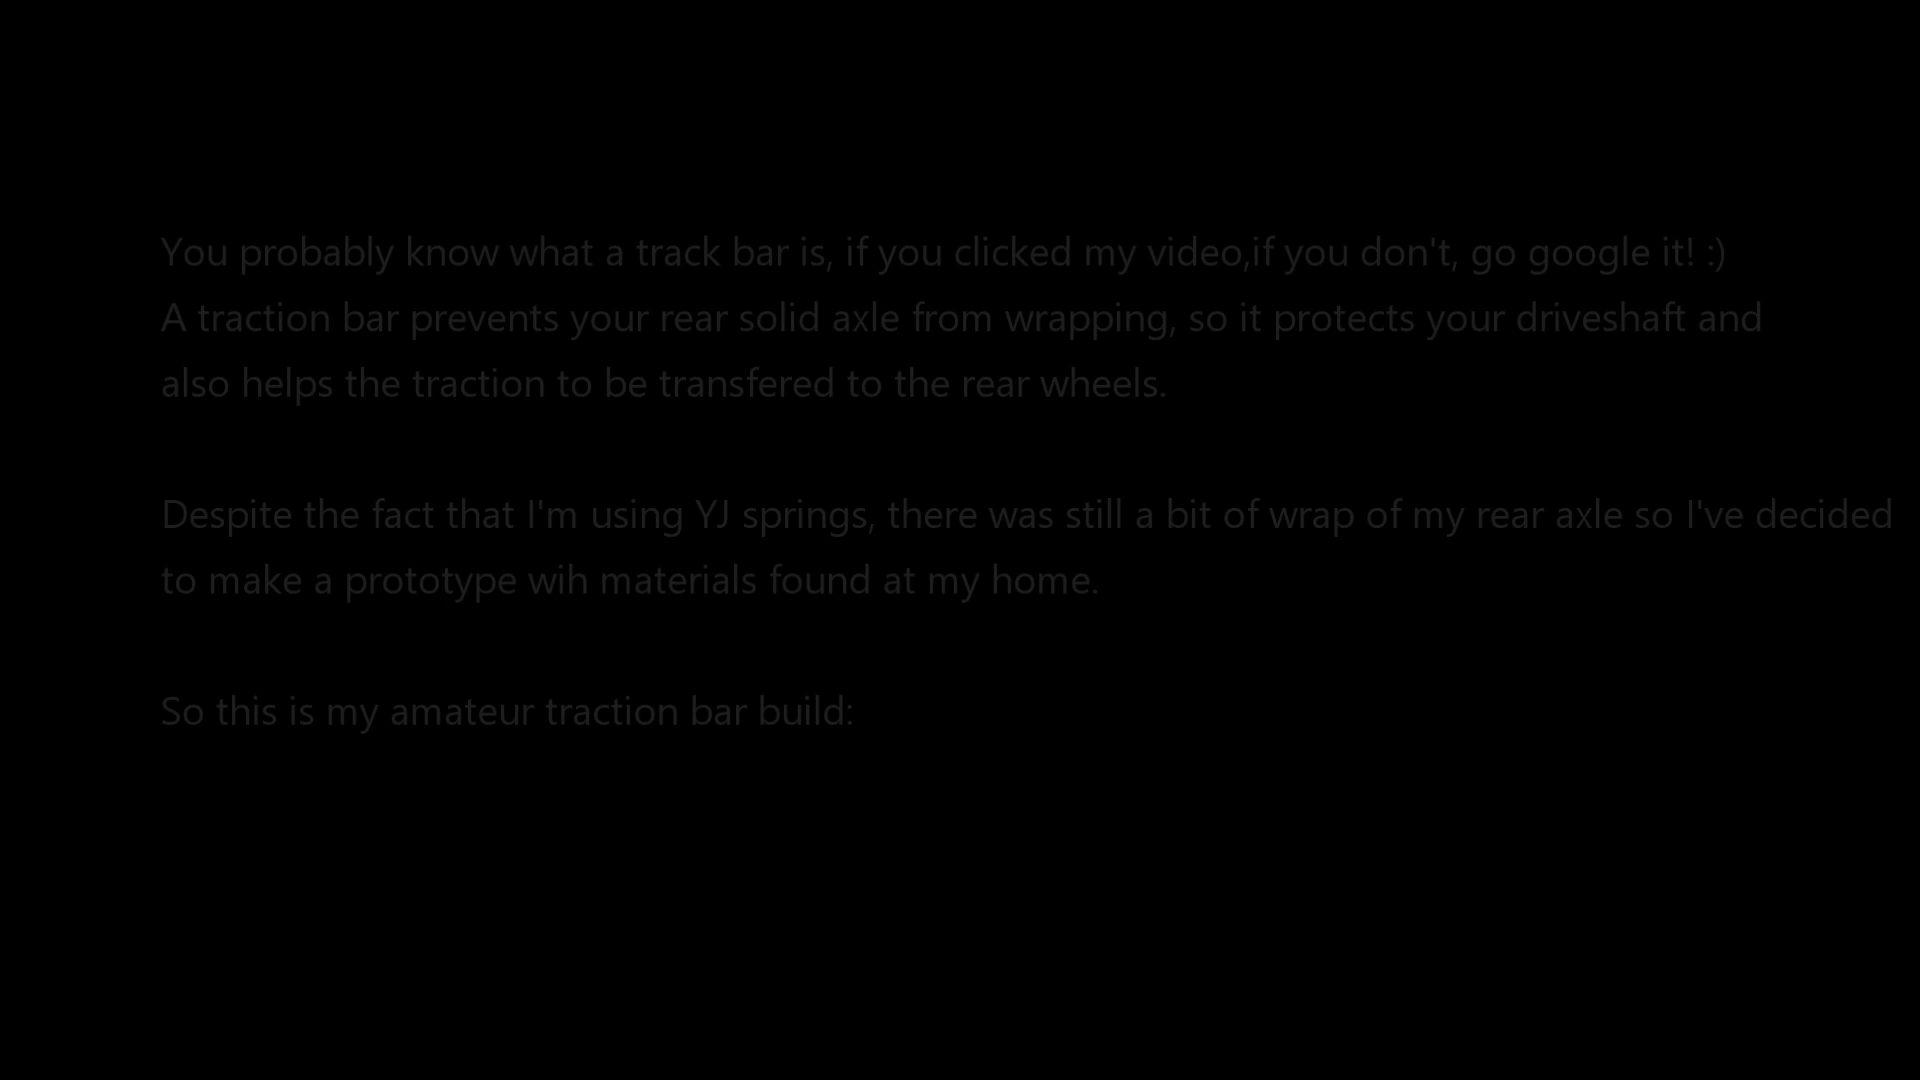 You probably know what a track bar is, if you clicked my video,if you don't, go google it! :)
A traction bar prevents your rear solid axle from wrapping, so it protects your driveshaft and
also helps the traction to be transfered to the rear wheels.
Despite the fact that I'm using YJ springs, there was still a bit of wrap of my rear axle so I've decided
to make a prototype wih materials found at my home.
So this is my amateur traction bar build: